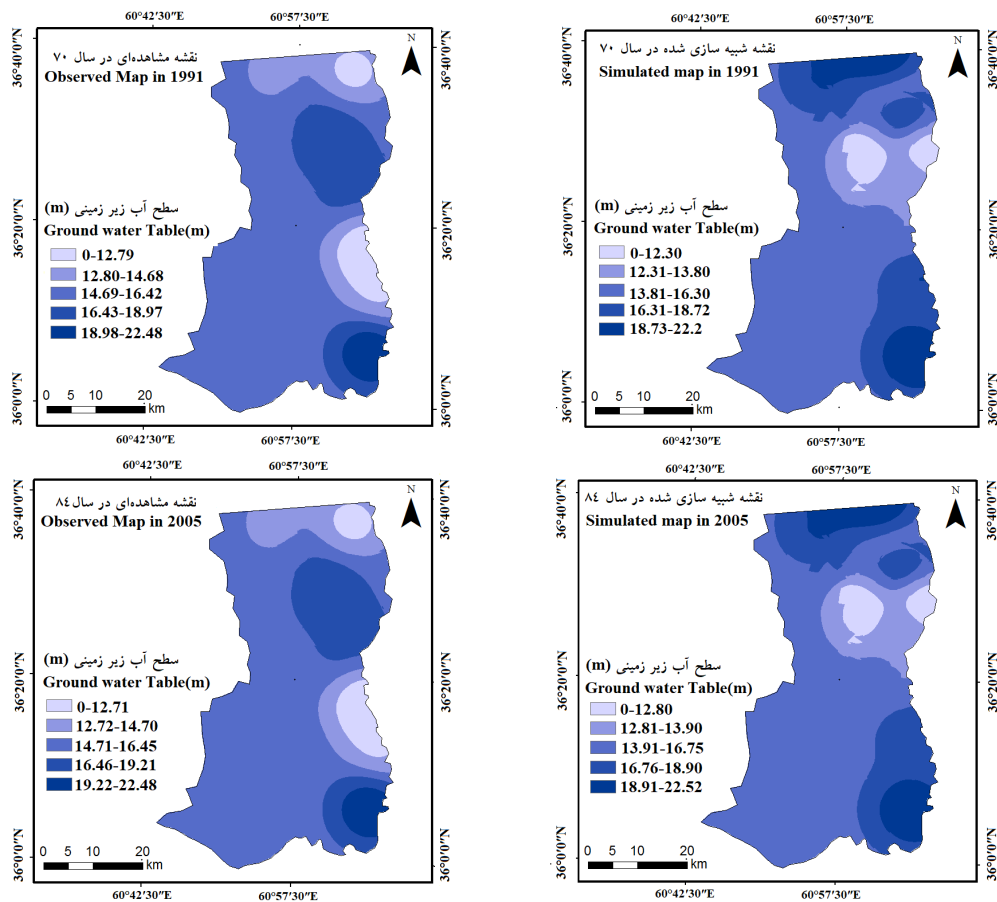 60°42'30"E 60°57'30"E
نقشه مشاهده‌ای در سال ۷۰
Observed Map in 1991
N
36°40'0"N
36°40'0"N
سطح آب زیر زمینی (m)
Ground water Table(m)
0-12.79
12.80-14.68
14.69-16.42
16.43-18.97
18.98-22.48
36°20'0"N
36°20'0"N
0 5 10 20
km
36°0'0"N
36°0'0"N
60°42'30"E 60°57'30"E
60°42'30"E 60°57'30"E
نقشه شبیه سازی شده در سال ۷۰
Simulated map in 1991
N
36°40'0"N
36°40'0"N
سطح آب زیر زمینی (m)
Ground water Table(m)
0-12.30
12.31-13.80
13.81-16.30
16.31-18.72
18.73-22.2
36°20'0"N
36°20'0"N
0 5 10 20
km
36°0'0"N
36°0'0"N
60°42'30"E 60°57'30"E
60°42'30"E 60°57'30"E
نقشه مشاهده‌ای در سال ۸۴
Observed Map in 2005
N
36°40'0"N
36°40'0"N
سطح آب زیر زمینی (m)
Ground water Table(m)
0-12.71
12.72-14.70
14.71-16.45
16.46-19.21
19.22-22.48
36°20'0"N
36°20'0"N
0 5 10 20
km
36°0'0"N
36°0'0"N
60°42'30"E 60°57'30"E
60°42'30"E 60°57'30"E
نقشه شبیه سازی شده در سال ۸۴
Simulated map in 2005
N
36°40'0"N
36°40'0"N
سطح آب زیر زمینی (m)
Ground water Table(m)
0-12.80
12.81-13.90
13.91-16.75
16.76-18.90
18.91-22.52
36°20'0"N
36°20'0"N
0 5 10 20
km
36°0'0"N
36°0'0"N
60°42'30"E 60°57'30"E